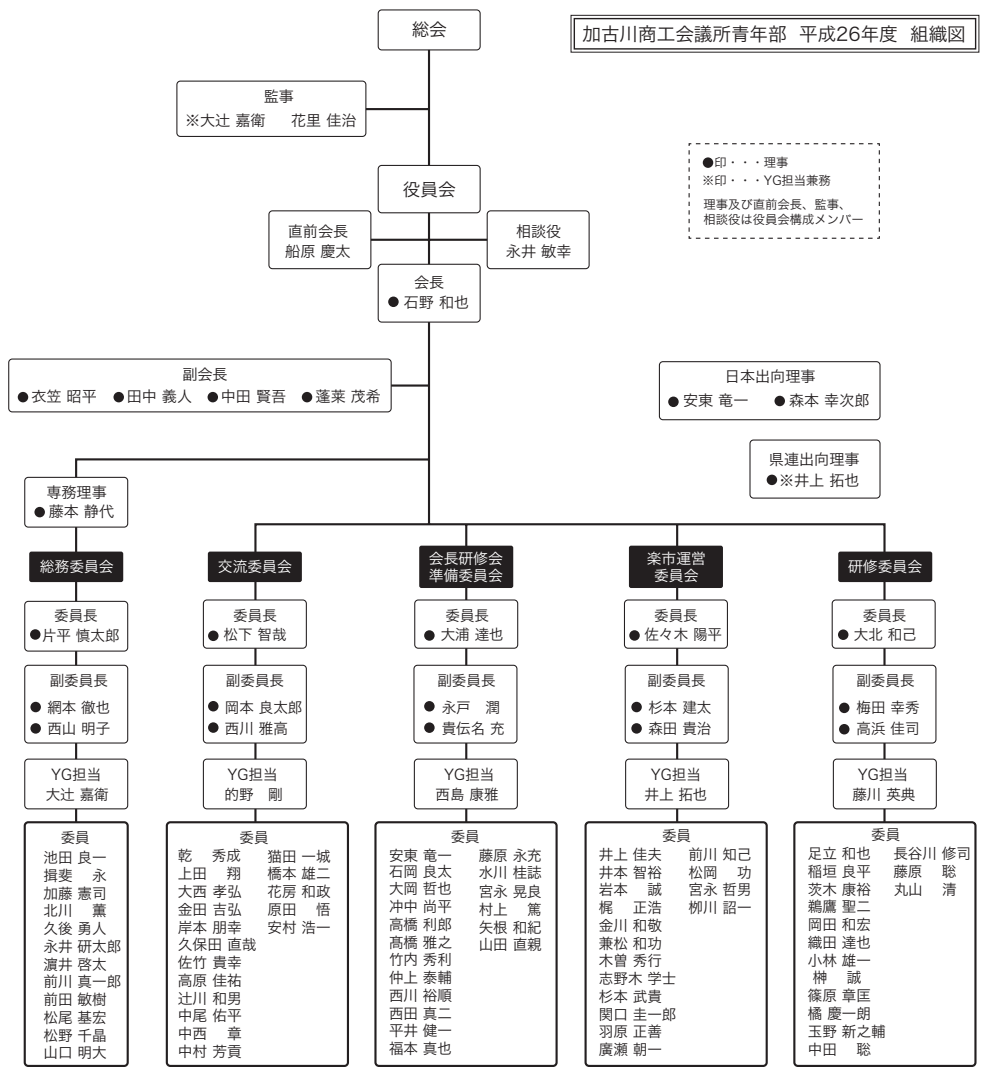 総会
加古川商工会議所青年部 平成26年度 組織図
監事
※大辻 嘉衛 花里 佳治
●印・・・理事
※印・・・YG担当兼務
理事及び直前会長、監事、
相談役は役員会構成メンバー
役員会
直前会長
船原 慶太
相談役
永井 敏幸
会長
● 石野 和也
副会長
●衣笠 昭平 ●田中 義人 ●中田 賢吾 ●蓬莱 茂希
日本出向理事
● 安東 竜一 ● 森本 幸次郎
県連出向理事
●※井上 拓也
専務理事
● 藤本 静代
総務委員会
委員長
●片平 慎太郎
副委員長
● 網本 徹也
● 西山 明子
YG担当
大辻 嘉衛
委員
池田 良一
揖斐 永
加藤 憲司
北川 薫
久後 勇人
永井 研太郎
濵井 啓太
前川 真一郎
前田 敏樹
松尾 基宏
松野 千晶
山口 明大
交流委員会
委員長
● 松下 智哉
副委員長
● 岡本 良太郎
● 西川 雅高
YG担当
的野 剛
委員
乾 秀成 猫田 一城
上田 翔 橋本 雄二
大西 孝弘 花房 和政
金田 吉弘 原田 悟
岸本 朋幸 安村 浩一
久保田 直哉
佐竹 貴幸
高原 佳祐
辻川 和男
中尾 佑平
中西 章
中村 芳貢
会長研修会
準備委員会
委員長
● 大浦 達也
副委員長
● 永戸 潤
● 貴伝名 充
YG担当
西島 康雅
委員
安東 竜一 藤原 永充
石岡 良太 水川 桂誌
大岡 哲也 宮永 晃良
冲中 尚平 村上 篤
高橋 利郎 矢根 和紀
髙橋 雅之 山田 直親
竹内 秀利
仲上 泰輔
西川 裕順
西田 真二
平井 健一
福本 真也
楽市運営
委員会
委員長
● 佐々木 陽平
副委員長
● 杉本 建太
● 森田 貴治
YG担当
井上 拓也
委員
井上 佳夫 前川 知己
井本 智裕 松岡 功
岩本 誠 宮永 哲男
梶 正浩 栁川 詔一
金川 和敬
兼松 和功
木曽 秀行
志野木 学士
杉本 武貴
関口 圭一郎
羽原 正善
廣瀬 朝一
研修委員会
委員長
● 大北 和己
副委員長
● 梅田 幸秀
● 高浜 佳司
YG担当
藤川 英典
委員
足立 和也 長谷川 修司
稲垣 良平 藤原 聡
茨木 康裕 丸山 清
鵜鷹 聖二
岡田 和宏
織田 達也
小林 雄一
榊 誠
篠原 章匡
橘 慶一朗
玉野 新之輔
中田 聡